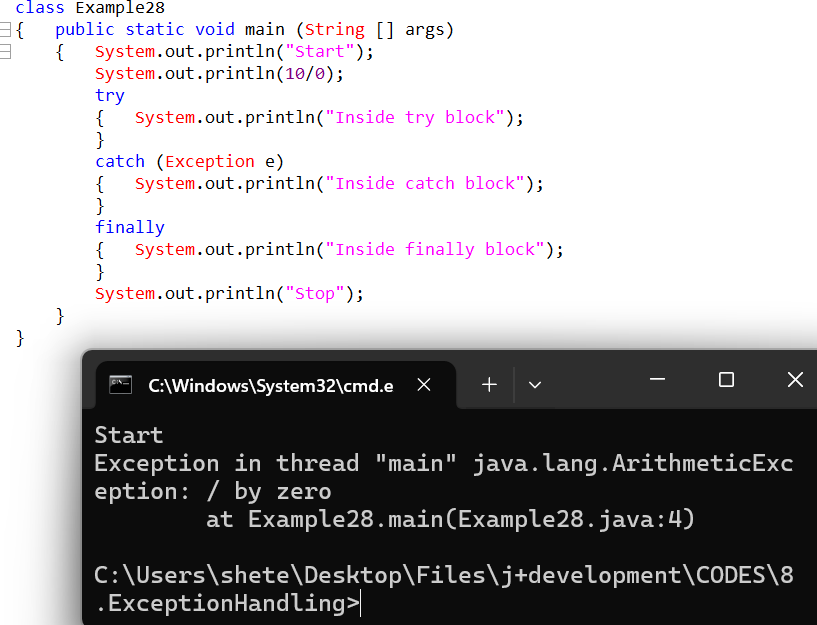 class Example28
{   public static void main (String [] args)
    {   System.out.println("Start");
        System.out.println(10/0);
        try
        {   System.out.println("Inside try block");
        }
        catch (Exception e)
        {   System.out.println("Inside catch block");
        }
        finally
        {   System.out.println("Inside finally block");
        }
        System.out.println("Stop");
    }
}
C:\Windows\System32\cmd.e
Start
Exception in thread "main" java.lang.ArithmeticExc
eption: / by zero
        at Example28.main(Example28.java:4)
C:\Users\shete\Desktop\Files\j+development\CODES\8
.ExceptionHandling>